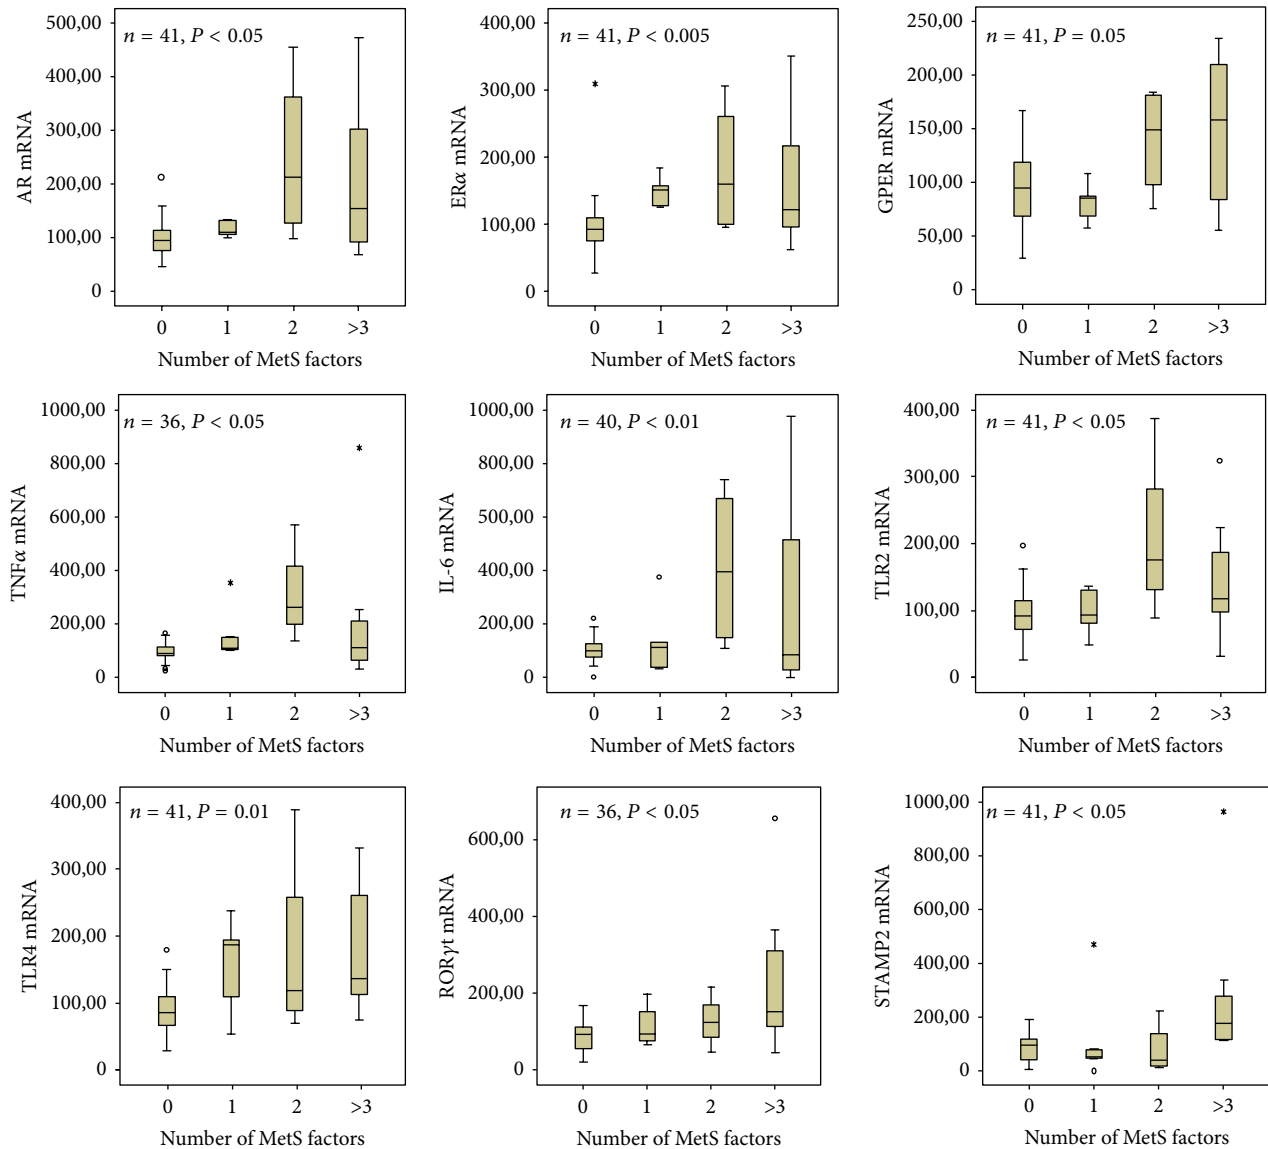 AR mRNA
n = 41, P < 0.05
500,00
400,00
300,00
200,00
100,00
0
0 1 2 >3
Number of MetS factors
ERα mRNA
n = 41, P < 0.005
400,00
300,00
200,00
100,00
0
0 1 2 >3
Number of MetS factors
GPER mRNA
n = 41, P = 0.05
250,00
200,00
150,00
100,00
50,00
0
0 1 2 >3
Number of MetS factors
TNFα mRNA
n = 36, P < 0.05
1000,00
800,00
600,00
400,00
200,00
0
0 1 2 >3
Number of MetS factors
IL-6 mRNA
n = 40, P < 0.01
1000,00
800,00
500,00
400,00
200,00
0
0 1 2 >3
Number of MetS factors
TLR2 mRNA
n = 41, P < 0.05
400,00
300,00
200,00
100,00
0
0 1 2 >3
Number of MetS factors
TLR4 mRNA
n = 41, P = 0.01
400,00
300,00
200,00
100,00
0
0 1 2 >3
Number of MetS factors
RORγt mRNA
n = 36, P < 0.05
600,00
400,00
200,00
0
0 1 2 >3
Number of MetS factors
STAMP2 mRNA
n = 41, P < 0.05
1000,00
800,00
600,00
400,00
200,00
0
0 1 2 >3
Number of MetS factors